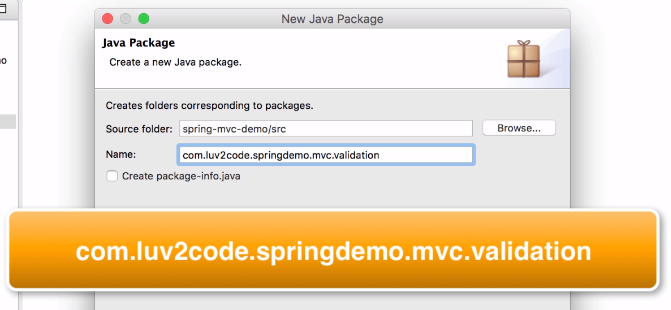 New Java Package
Java Package
Create a new Java package.
Creates folders corresponding to packages.
Source folder: spring-mvc-demo/src Browse...
Name: com.luv2code.springdemo.mvc.validation
Create package-info.java
com.luv2code.springdemo.mvc.validation